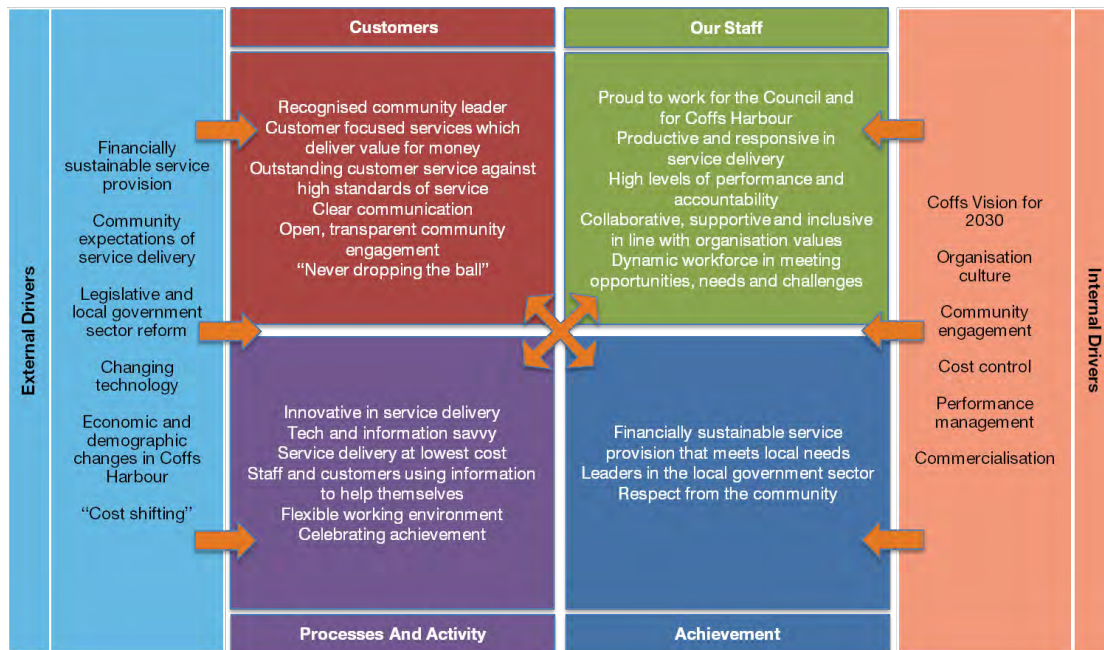 External Drivers
Financially
sustainable service
provision
Community
expectations of
service delivery
Legislative and
local government
sector reform
Changing
technology
Economic and
demographic
changes in Coffs
Harbour
“Cost shifting”
Customers
Recognised community leader
Customer focused services which
deliver value for money
Outstanding customer service against
high standards of service
Clear communication
Open, transparent community
engagement
“Never dropping the ball”
Our Staff
Proud to work for the Council and
for Coffs Harbour
Productive and responsive in
service delivery
High levels of performance and
accountability
Collaborative, supportive and inclusive
in line with organisation values
Dynamic workforce in meeting
opportunities, needs and challenges
Innovative in service delivery
Tech and information savvy
Service delivery at lowest cost
Staff and customers using information
to help themselves
Flexible working environment
Celebrating achievement
Processes And Activity
Financially sustainable service
provision that meets local needs
Leaders in the local government sector
Respect from the community
Achievement
Coffs Vision for
2030
Organisation
culture
Community
engagement
Cost control
Performance
management
Commercialisation
Internal Drivers